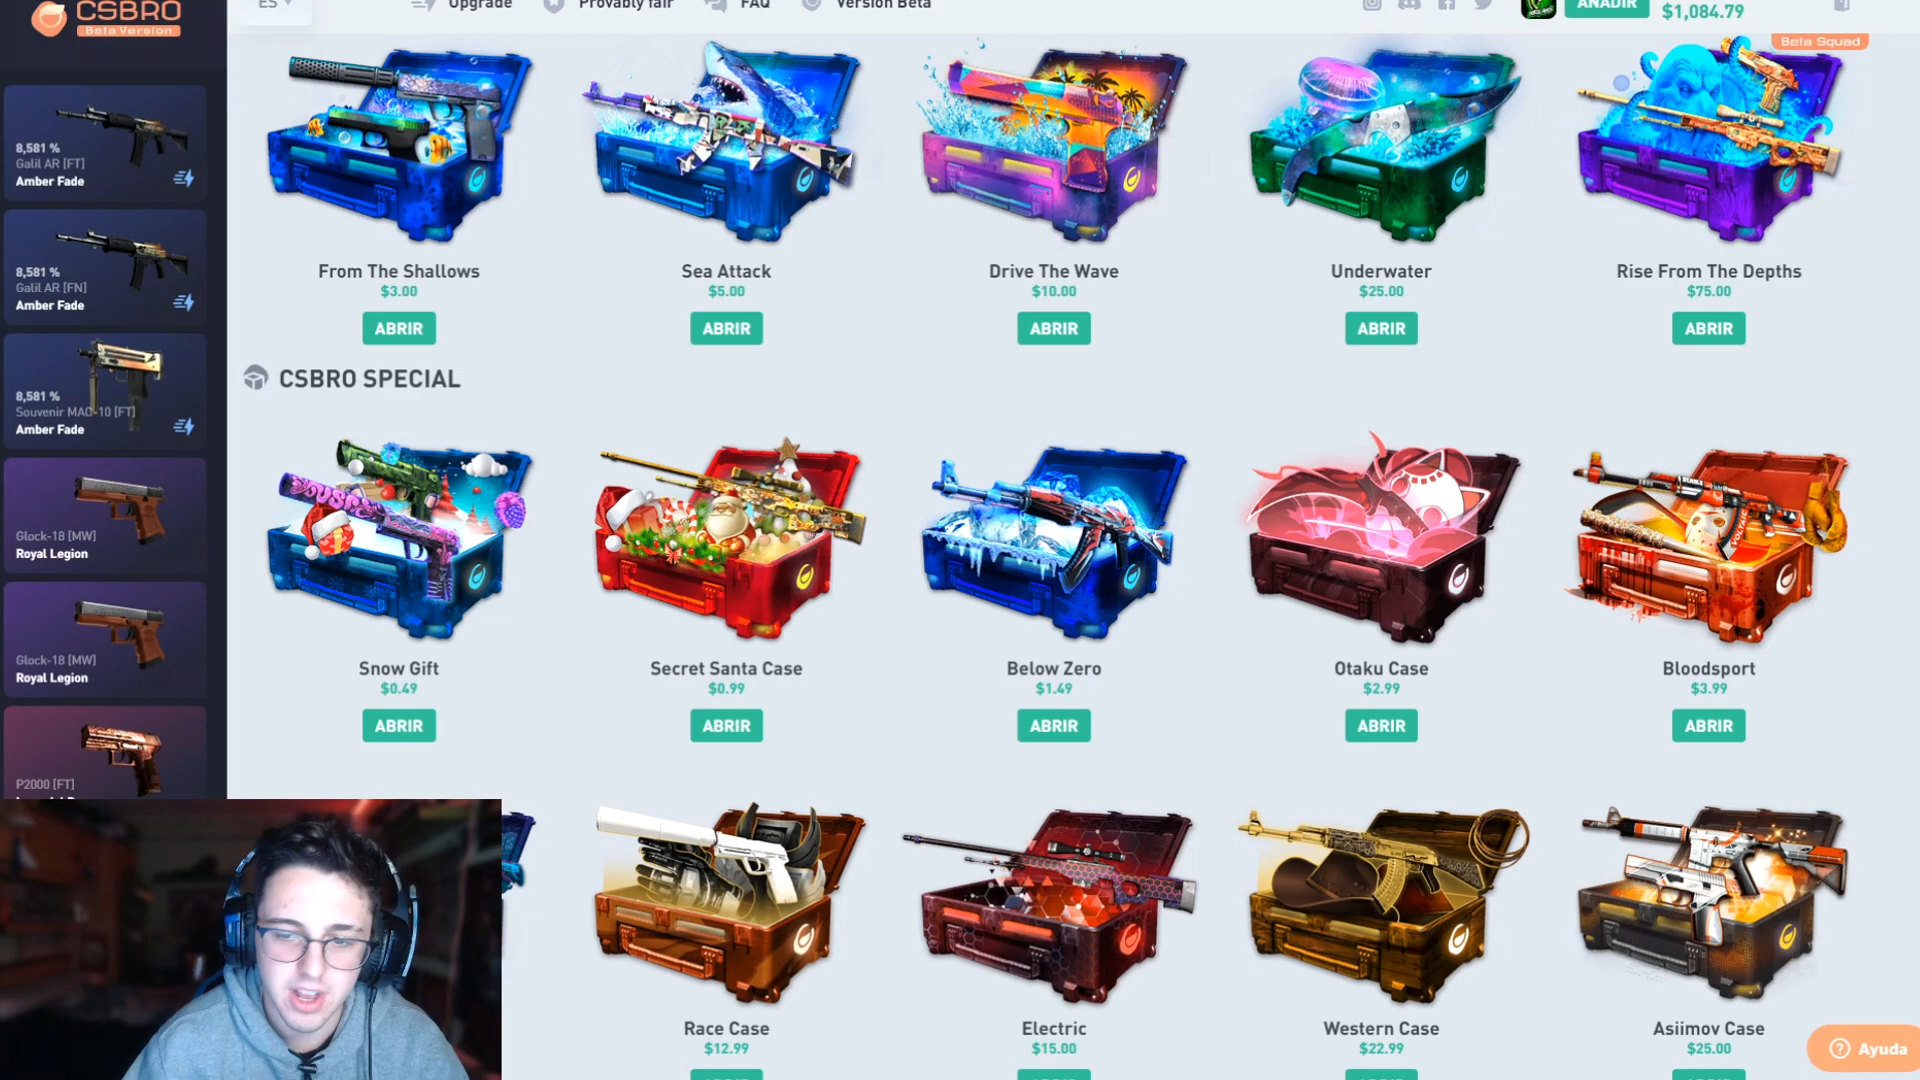 CSBRO
Beta Version
ES
Upgrade
Provably fair
FAQ
Version Beta
AÑADIR
$1,084.79
Beta Squad
8,581 %
Galil AR [FT]
Amber Fade
8,581 %
Galil AR [FN]
Amber Fade
8,581 %
Souvenir MAC-10 [FT]
Amber Fade
Glock-18 [MW]
Royal Legion
Glock-18 [MW]
Royal Legion
P2000 [FT]
From The Shallows
$3.00
ABRIR
Sea Attack
$5.00
ABRIR
Drive The Wave
$10.00
ABRIR
Underwater
$25.00
ABRIR
Rise From The Depths
$75.00
ABRIR
CSBRO SPECIAL
Snow Gift
$0.49
ABRIR
Secret Santa Case
$0.99
ABRIR
Below Zero
$1.49
ABRIR
Otaku Case
$2.99
ABRIR
Bloodsport
$3.99
ABRIR
Race Case
$12.99
Electric
$15.00
Western Case
$22.99
Asiimov Case
$25.00
Ayuda